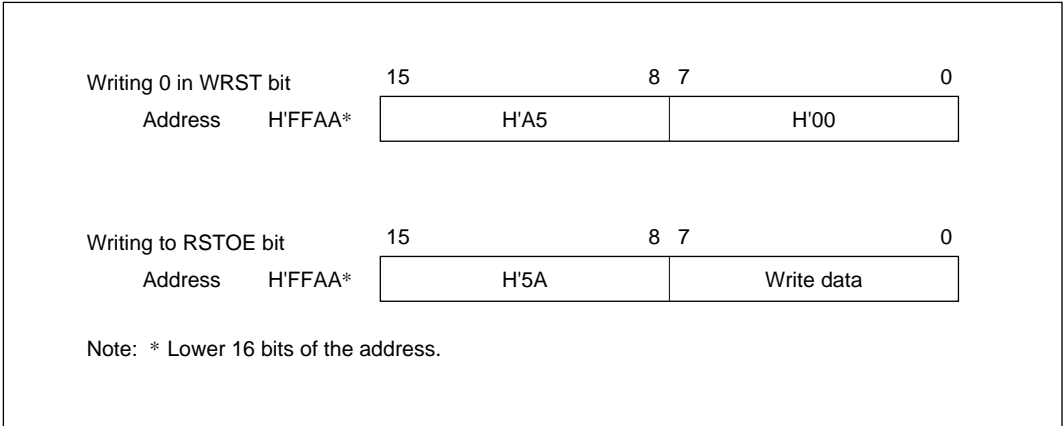 Writing 0 in WRST bit 15 8 7 0
Address H'FFAA* H'A5 H'00
Writing to RSTOE bit 15 8 7 0
Address H'FFAA* H'5A Write data
Note: * Lower 16 bits of the address.